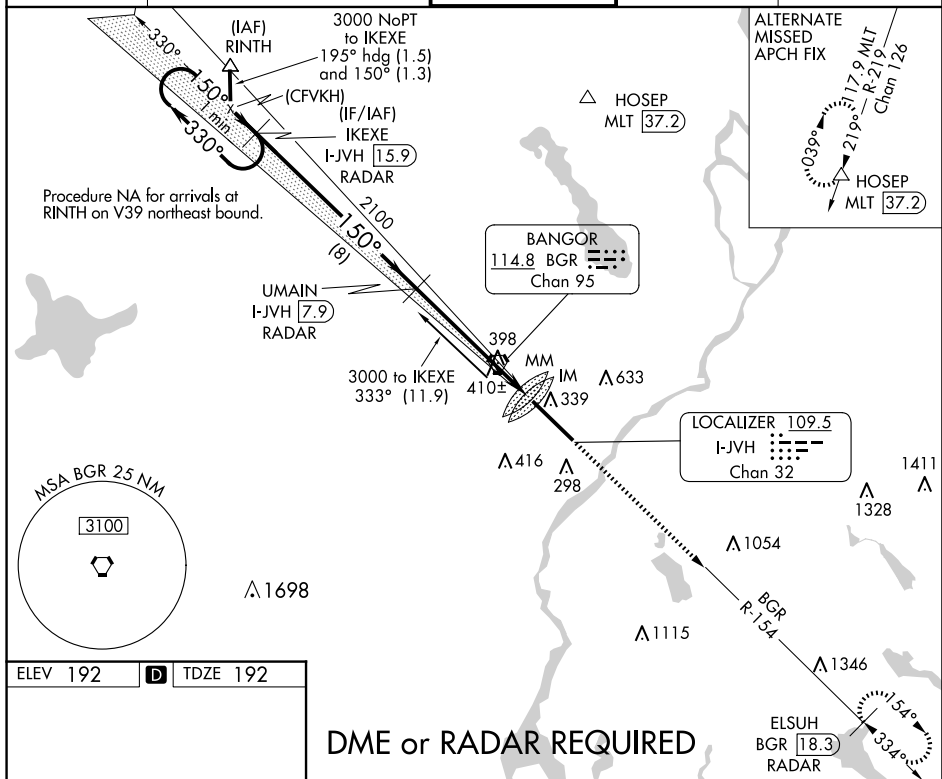 (IAF)
RINTH
3000 NoPT
to IKEXE
195° hdg (1.5)
and 150° (1.3)
330°
150°
1 min
330°
(CFVKH)
(IF/IAF)
IKEXE
I-JVH 15.9
RADAR
HOSEP
MLT 37.2
ALTERNATE
MISSED
APCH FIX
117.9 MLT
R-219
Chan 126
039°
219°
HOSEP
MLT 37.2
Procedure NA for arrivals at
RINTH on V39 northeast bound.
2100
150°
(8)
BANGOR
114.8 BGR
Chan 95
UMAIN
I-JVH 7.9
RADAR
398
MM
IM
3000 to IKEXE
333° (11.9)
410±
339
633
LOCALIZER 109.5
I-JVH
Chan 32
416
298
1411
1328
MSA BGR 25 NM
3100
1054
1698
BGR
R-154
1115
1346
ELEV 192 D TDZE 192
DME or RADAR REQUIRED
ELSUH
BGR 18.3
RADAR
154°
334°